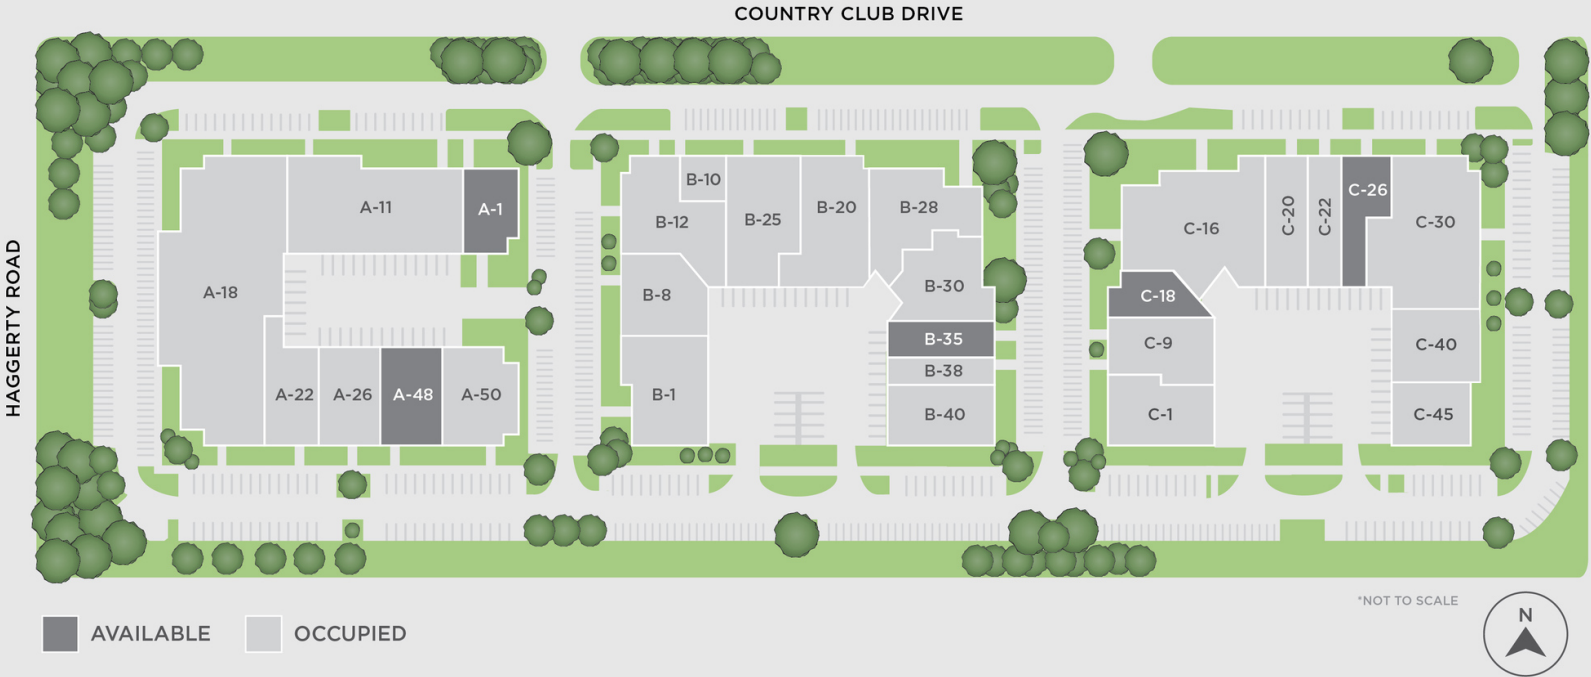 COUNTRY CLUB DRIVE
HAGGERTY ROAD
A-11
A-1
A-18
A-22
A-26
A-48
A-50
B-10
B-12
B-25
B-20
B-28
B-8
B-30
B-35
B-38
B-1
B-40
C-26
C-20
C-22
C-16
C-30
C-18
C-9
C-40
C-1
C-45
*NOT TO SCALE
N
AVAILABLE
OCCUPIED